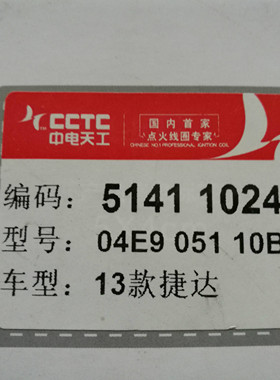 CCTC
中电天工
国内首家
点火线圈专家
CHINESE NO.1 PROFESSIONAL IGNITION COIL
编码: 5141 1024
型号: 04E9 051 10B
车型: 13款捷达